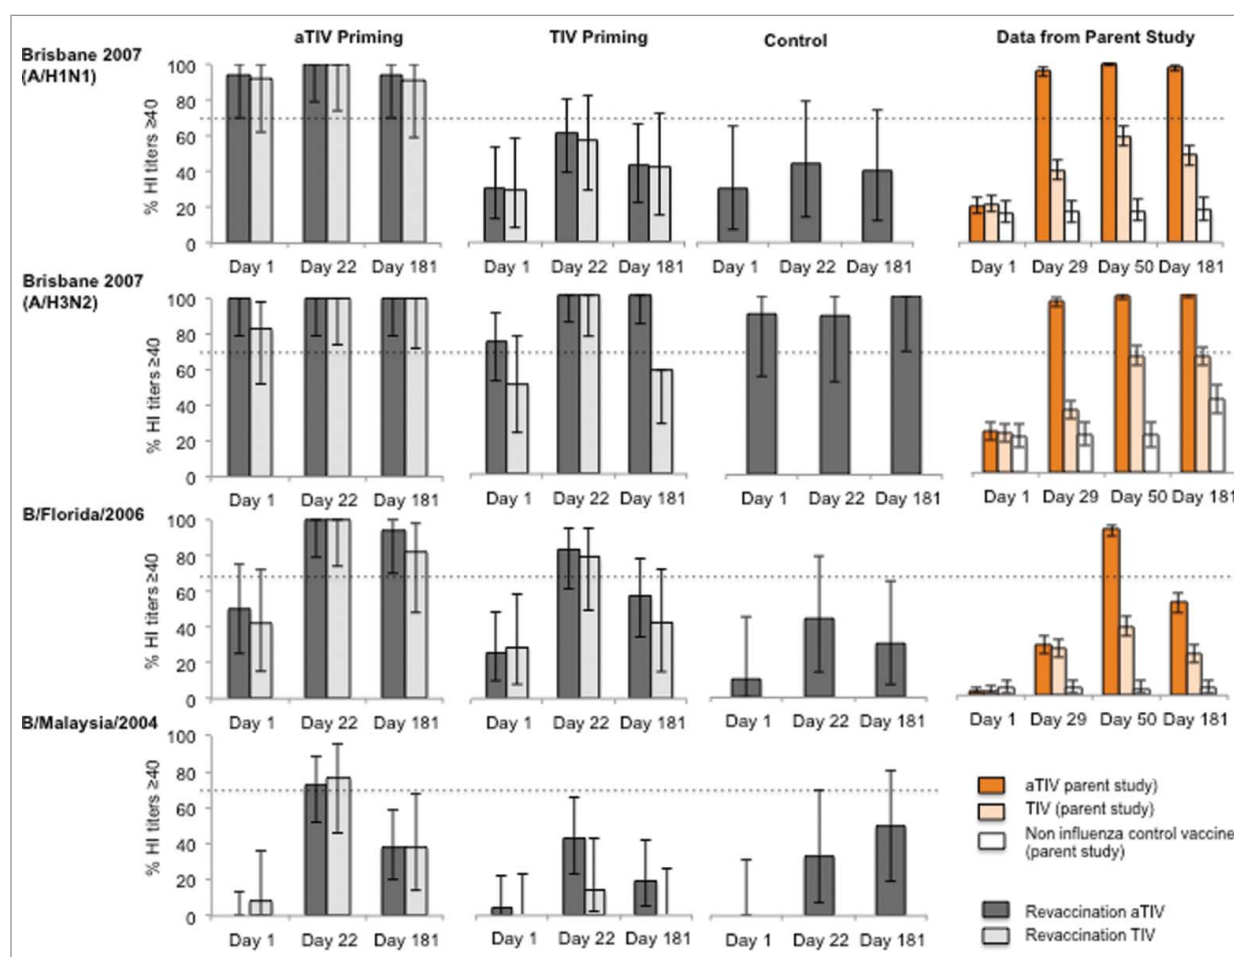 aTIV Priming
TIV Priming
Control
Data from Parent Study
Brisbane 2007
(A/H1N1)
% HI titers ≥40
100
80
60
40
20
0
Day 1 Day 22 Day 181
Day 1 Day 22 Day 181
Day 1 Day 22 Day 181
Day 1 Day 29 Day 50 Day 181
Brisbane 2007
(A/H3N2)
% HI titers ≥40
100
80
60
40
20
0
Day 1 Day 22 Day 181
Day 1 Day 22 Day 181
Day 1 Day 22 Day 181
Day 1 Day 29 Day 50 Day 181
B/Florida/2006
% HI titers ≥40
100
80
60
40
20
0
Day 1 Day 22 Day 181
Day 1 Day 22 Day 181
Day 1 Day 22 Day 181
Day 1 Day 29 Day 50 Day 181
B/Malaysia/2004
% HI titers ≥40
100
80
60
40
20
0
Day 1 Day 22 Day 181
Day 1 Day 22 Day 181
Day 1 Day 22 Day 181
aTIV parent study)
TIV (parent study)
Non influenza control vaccine
(parent study)
Revaccination aTIV
Revaccination TIV